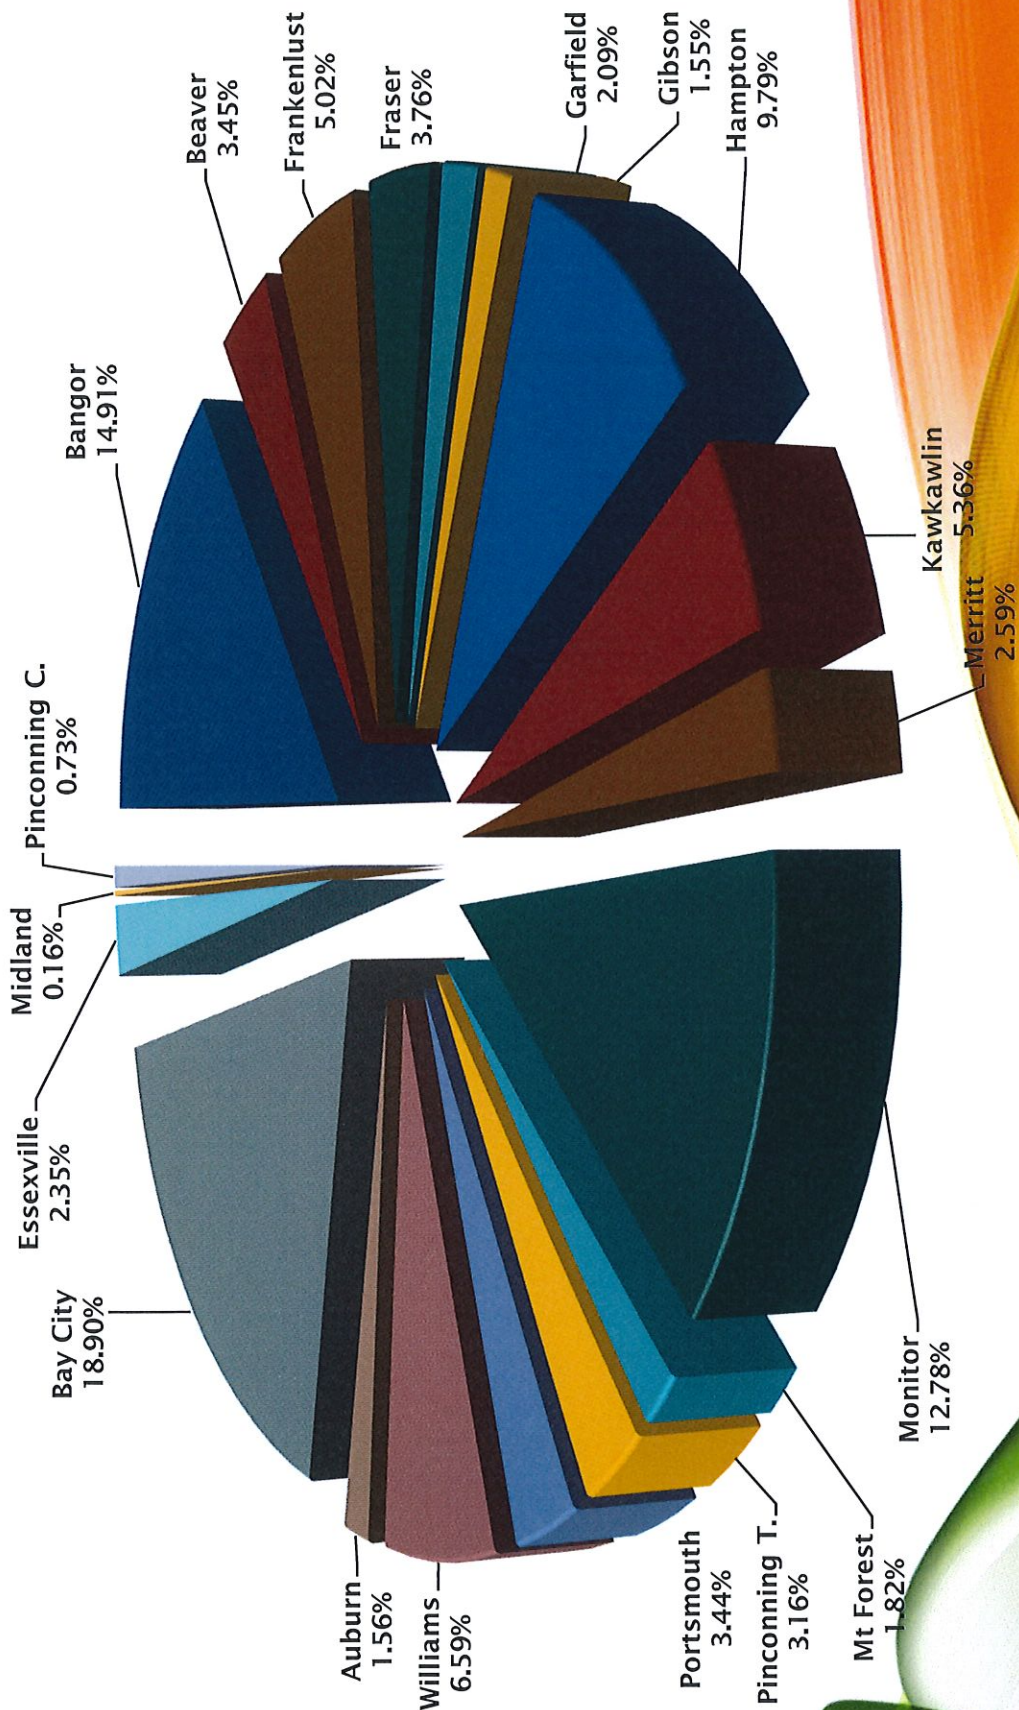 Bangor
14.91%
Beaver
3.45%
Frankenlust
5.02%
Fraser
3.76%
Garfield
2.09%
Gibson
1.55%
Hampton
9.79%
Kawkawlin
5.36%
Merritt
2.59%
Monitor
12.78%
Mt Forest
1.82%
Pinconning T.
3.16%
Portsmouth
3.44%
Williams
6.59%
Auburn
1.56%
Bay City
18.90%
Essexville
2.35%
Midland
0.16%
Pinconning C.
0.73%